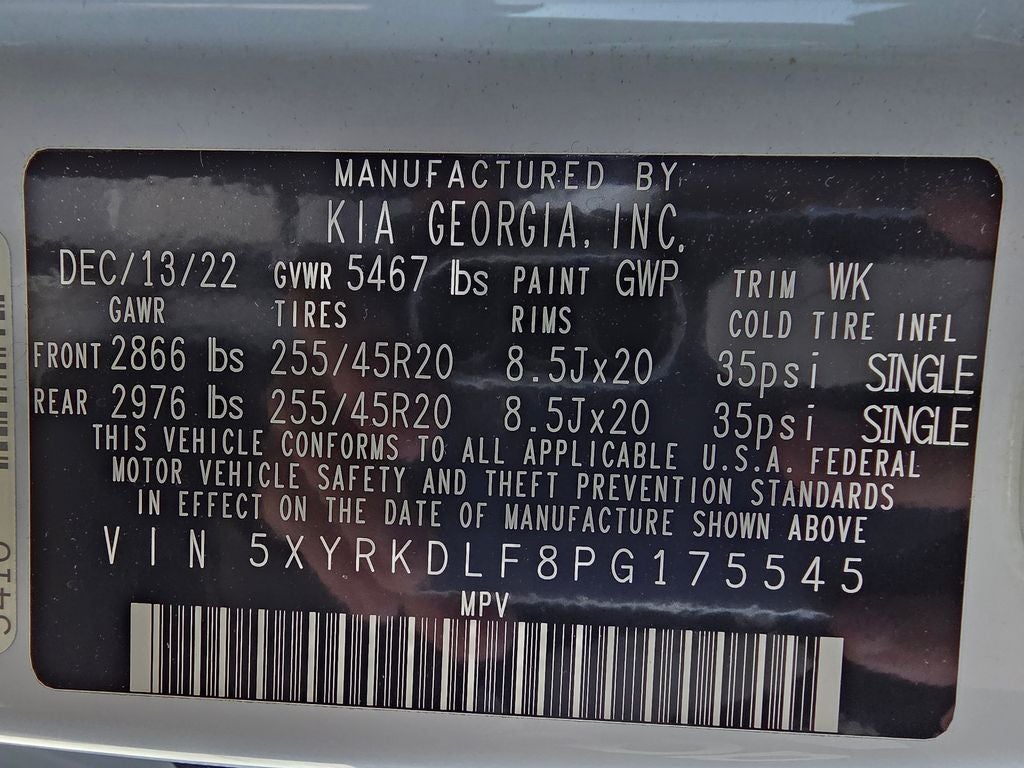 MANUFACTURED BY
KIA GEORGIA, INC.
DEC/13/22 GVWR 5467 lbs PAINT GWP TRIM WK
GAWR TIRES RIMS COLD TIRE INFL
FRONT 2866 lbs 255/45R20 8.5Jx20 35psi SINGLE
REAR 2976 lbs 255/45R20 8.5Jx20 35psi SINGLE
THIS VEHICLE CONFORMS TO ALL APPLICABLE U.S.A. FEDERAL
MOTOR VEHICLE SAFETY AND THEFT PREVENTION STANDARDS
IN EFFECT ON THE DATE OF MANUFACTURE SHOWN ABOVE
VIN 5XYRKDLF8PG175545
MPV